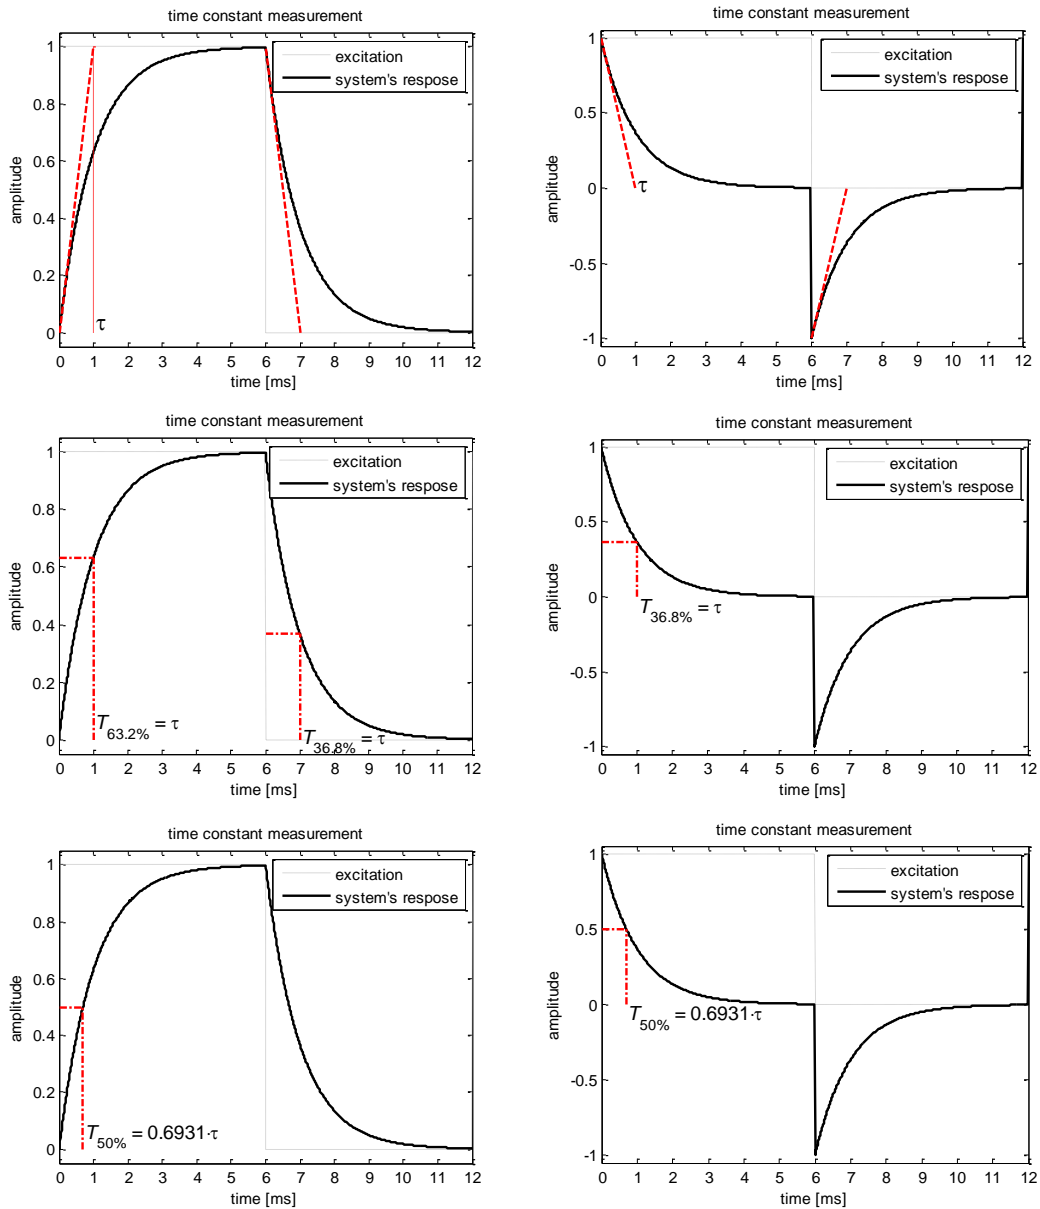 time constant measurement
1
0.8
0.6
0.4
0.2
0
amplitude
excitation
system's respose
τ
0 1 2 3 4 5 6 7 8 9 10 11 12
time [ms]
time constant measurement
1
0.5
0
-0.5
-1
amplitude
excitation
system's respose
τ
0 1 2 3 4 5 6 7 8 9 10 11 12
time [ms]
time constant measurement
1
0.8
0.6
0.4
0.2
0
amplitude
excitation
system's respose
T63.2% = τ
T36.8% = τ
0 1 2 3 4 5 6 7 8 9 10 11 12
time [ms]
time constant measurement
1
0.5
0
-0.5
-1
amplitude
excitation
system's respose
T36.8% = τ
0 1 2 3 4 5 6 7 8 9 10 11 12
time [ms]
time constant measurement
1
0.8
0.6
0.4
0.2
0
amplitude
excitation
system's respose
T50% = 0.6931·τ
0 1 2 3 4 5 6 7 8 9 10 11 12
time [ms]
time constant measurement
1
0.5
0
-0.5
-1
amplitude
excitation
system's respose
T50% = 0.6931·τ
0 1 2 3 4 5 6 7 8 9 10 11 12
time [ms]